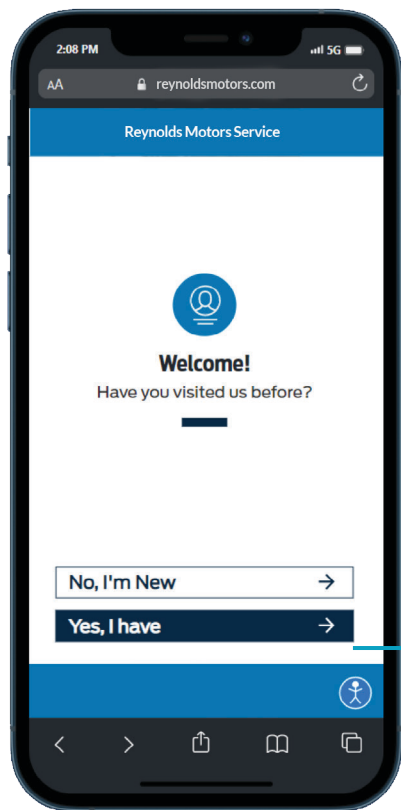 2:08 PM
5G
AA
reynoldsmotors.com
Reynolds Motors Service
Welcome!
Have you visited us before?
No, I'm New
Yes, I have